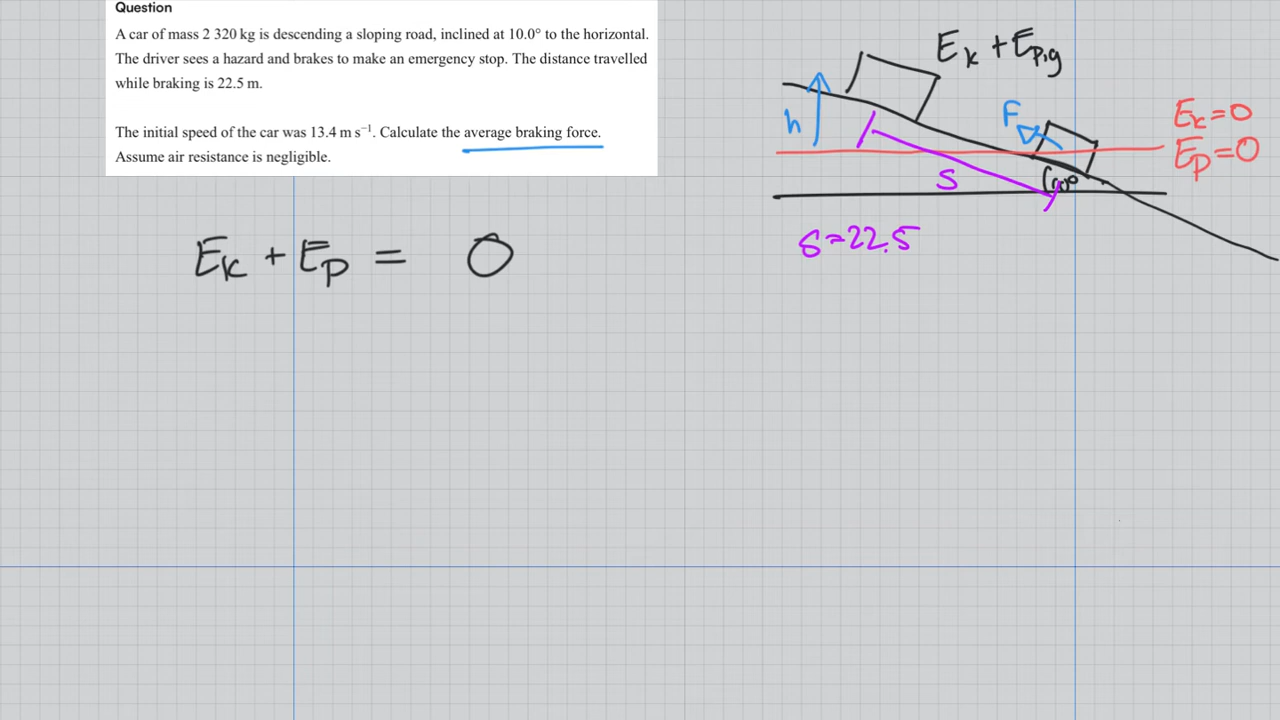 Question
A car of mass 2 320 kg is descending a sloping road, inclined at 10.0° to the horizontal.
The driver sees a hazard and brakes to make an emergency stop. The distance travelled
while braking is 22.5 m.
The initial speed of the car was 13.4 m s⁻¹. Calculate the average braking force.
Assume air resistance is negligible.
Ek + Ep,g
h
F
Ek=0
Ep=0
S
10°
S=22.5
Ek + Ep = 0